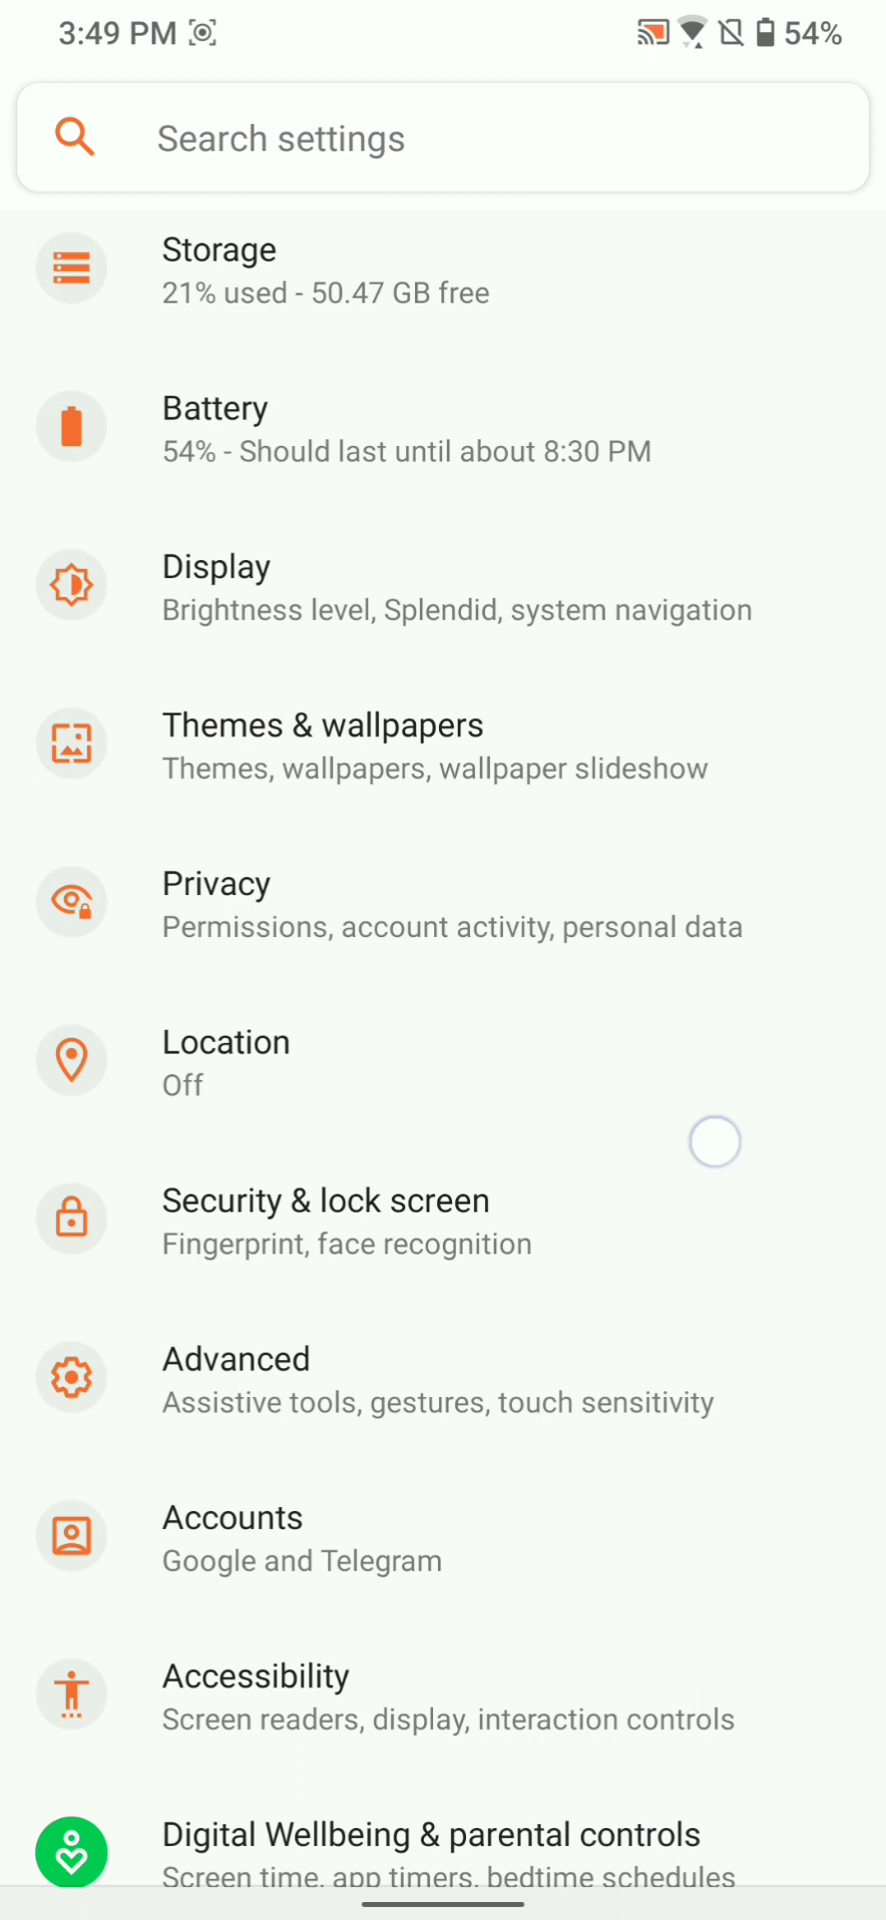 3:49 PM
54%
Search settings
Storage
21% used - 50.47 GB free
Battery
54% - Should last until about 8:30 PM
Display
Brightness level, Splendid, system navigation
Themes & wallpapers
Themes, wallpapers, wallpaper slideshow
Privacy
Permissions, account activity, personal data
Location
Off
Security & lock screen
Fingerprint, face recognition
Advanced
Assistive tools, gestures, touch sensitivity
Accounts
Google and Telegram
Accessibility
Screen readers, display, interaction controls
Digital Wellbeing & parental controls
Screen time, app timers, bedtime schedules